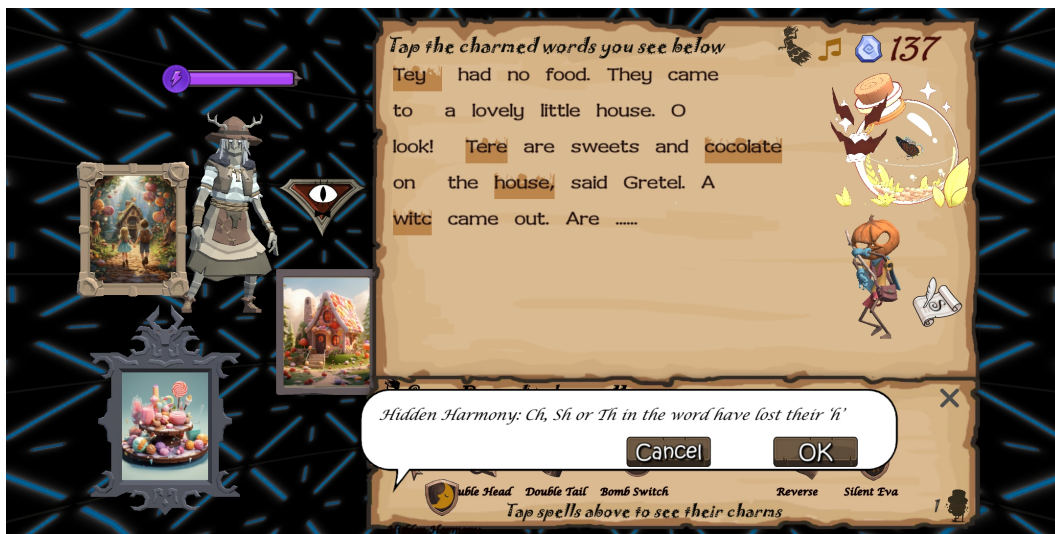 Tap the charmed words you see below
137
Tey had no food. They came
to a lovely little house. O
look! Tere are sweets and cocolate
on the house, said Gretel. A
witc came out. Are ......
Hidden Harmony: Ch, Sh or Th in the word have lost their 'h'
Cancel OK
uble Head Double Tail Bomb Switch Reverse Silent Eva
Tap spells above to see their charms
1